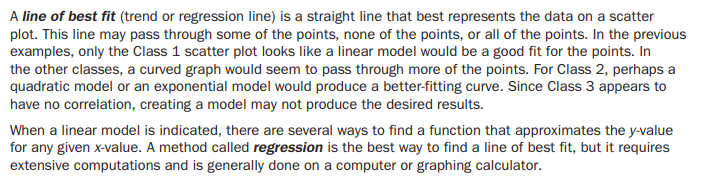 A line of best fit (trend or regression line) is a straight line that best represents the data on a scatter
plot. This line may pass through some of the points, none of the points, or all of the points. In the previous
examples, only the Class 1 scatter plot looks like a linear model would be a good fit for the points. In
the other classes, a curved graph would seem to pass through more of the points. For Class 2, perhaps a
quadratic model or an exponential model would produce a better-fitting curve. Since Class 3 appears to
have no correlation, creating a model may not produce the desired results.
When a linear model is indicated, there are several ways to find a function that approximates the y-value
for any given x-value. A method called regression is the best way to find a line of best fit, but it requires
extensive computations and is generally done on a computer or graphing calculator.